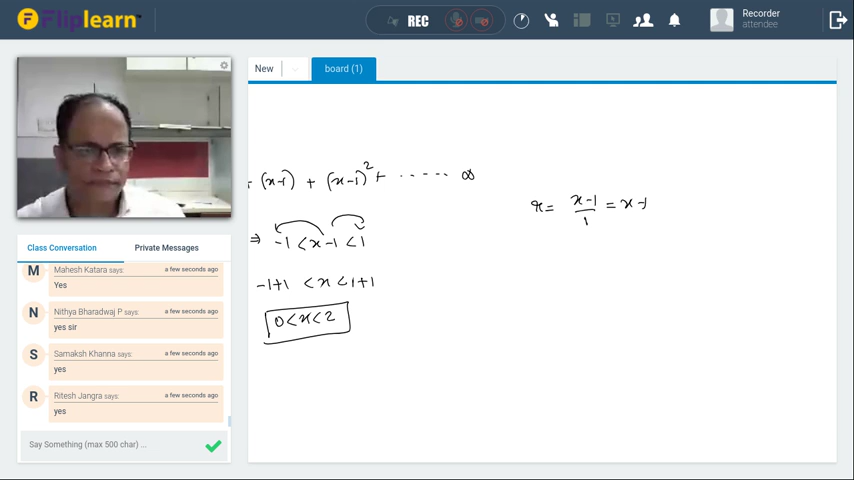 Fliplearn
REC
Recorder
attendee
New
board (1)
+ (x-1) + (x-1)² + ...... ∞
r = x-1/1 = x-1
⇒ -1 < x-1 < 1
-1+1 < x < 1+1
0 < x < 2
Class Conversation
Private Messages
M
Mahesh Katara says:
a few seconds ago
Yes
N
Nithya Bharadwaj P says:
a few seconds ago
yes sir
S
Samaksh Khanna says:
a few seconds ago
yes
R
Ritesh Jangra says:
a few seconds ago
yes
Say Something (max 500 char) ...